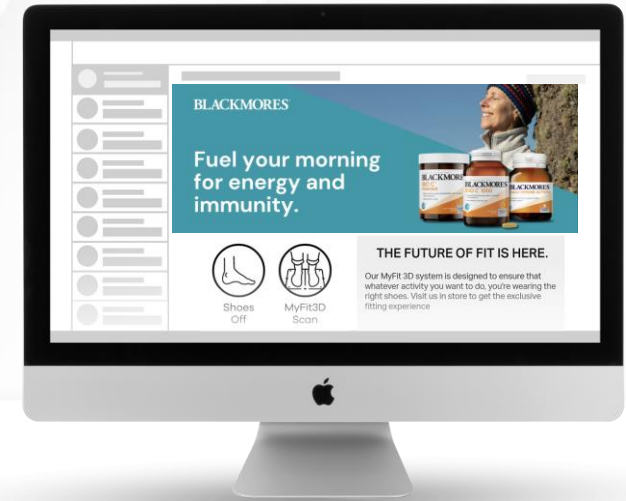 BLACKMORES
Fuel your morning
for energy and
immunity.
BLACKMORES
BLACKMORES
BLACKMORES
THE FUTURE OF FIT IS HERE.
Our MyFit 3D system is designed to ensure that
whatever activity you want to do, you're wearing the
right shoes. Visit us in store to get the exclusive
fitting experience
Shoes
Off
MyFit3D
Scan